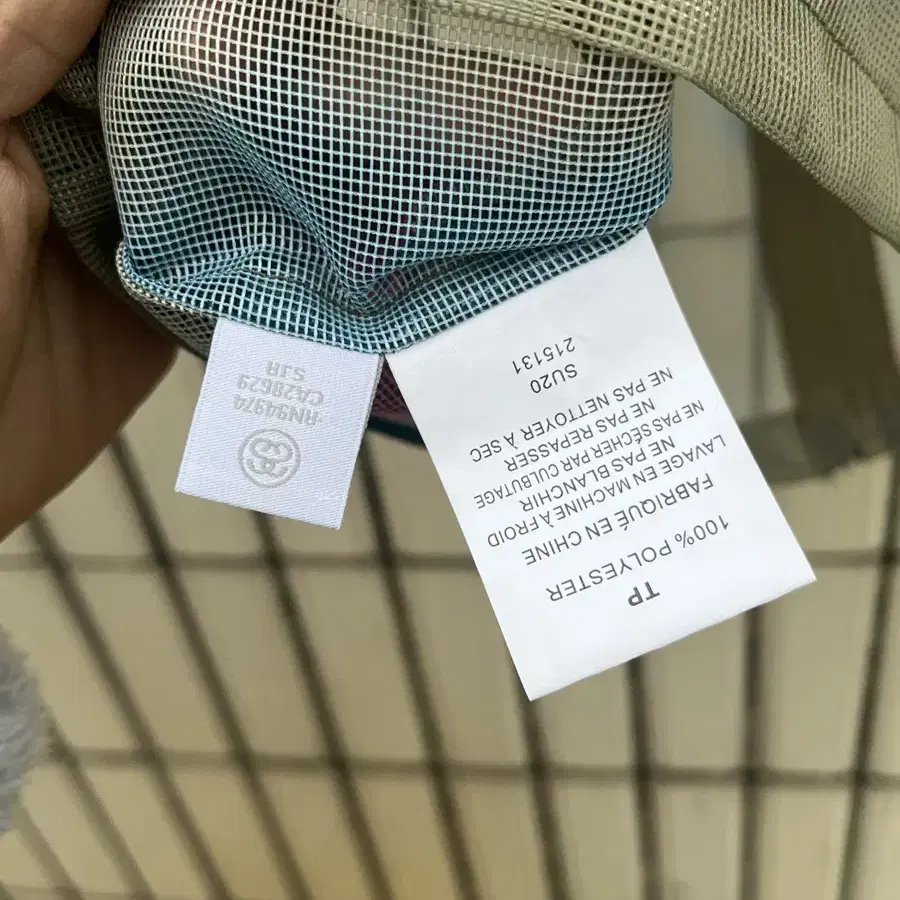 TP
100% POLYESTER
FABRIQUÉ EN CHINE
LAVAGE EN MACHINE À FROID
NE PAS BLANCHIR
NE PAS SÉCHER PAR CULBUTAGE
NE PAS REPASSER
NE PAS NETTOYER À SEC
SU20
215131
RN94974
CA28629
SJR